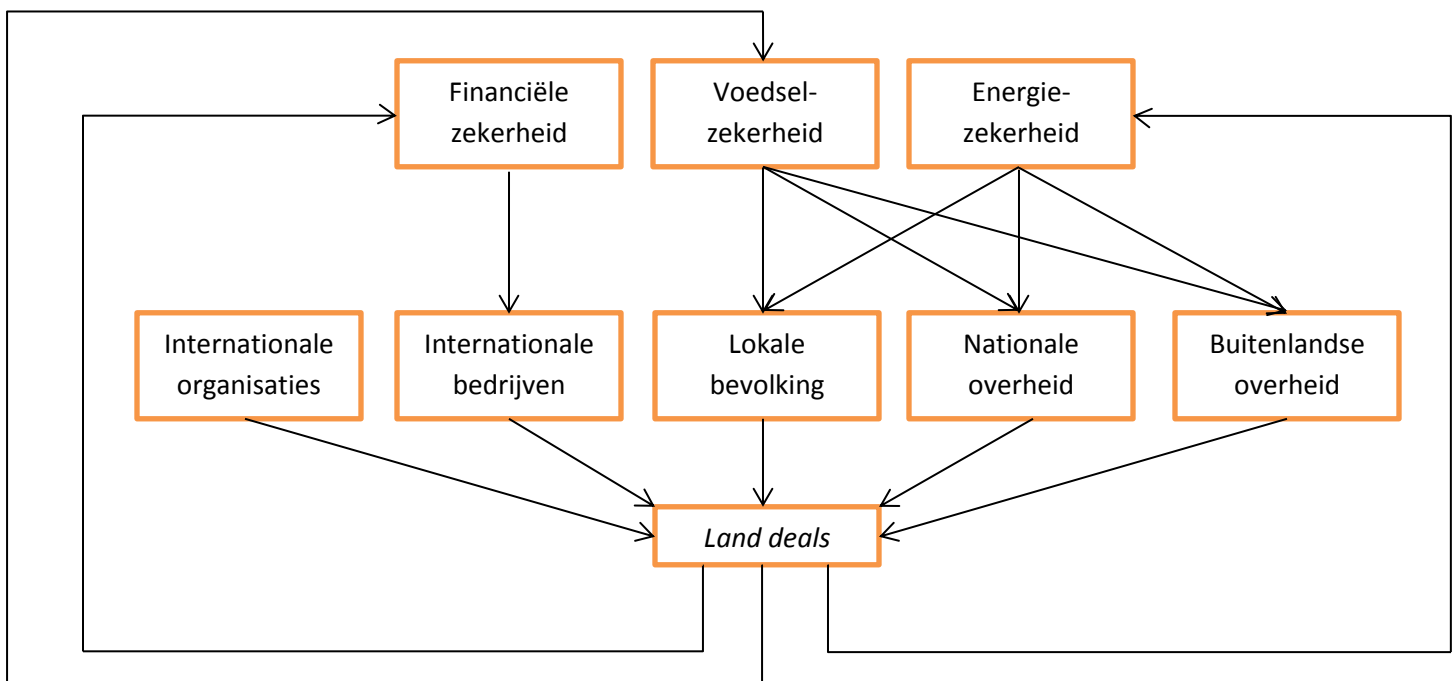 Financiële
zekerheid
Voedsel-
zekerheid
Energie-
zekerheid
Internationale
organisaties
Internationale
bedrijven
Lokale
bevolking
Nationale
overheid
Buitenlandse
overheid
Land deals